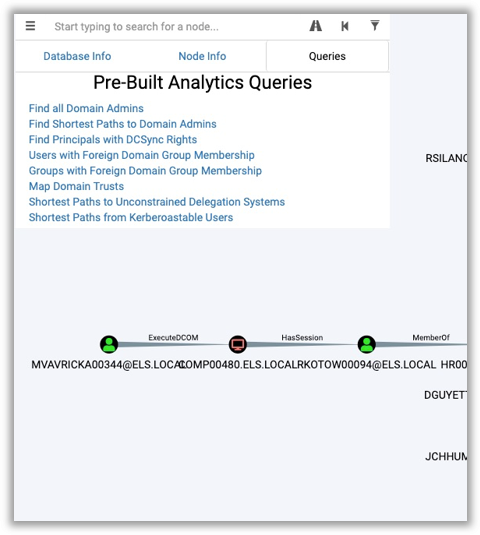 Start typing to search for a node...
Database Info Node Info Queries
Pre-Built Analytics Queries
Find all Domain Admins
Find Shortest Paths to Domain Admins
Find Principals with DCSync Rights
Users with Foreign Domain Group Membership
Groups with Foreign Domain Group Membership
Map Domain Trusts
Shortest Paths to Unconstrained Delegation Systems
Shortest Paths from Kerberoastable Users
RSILANC
ExecuteDCOM HasSession MemberOf
MVAVRICKA00344@ELS.LOCAL COMP00480.ELS.LOCAL RKOTOW00094@ELS.LOCAL HR00
DGUYET
JCHHUM